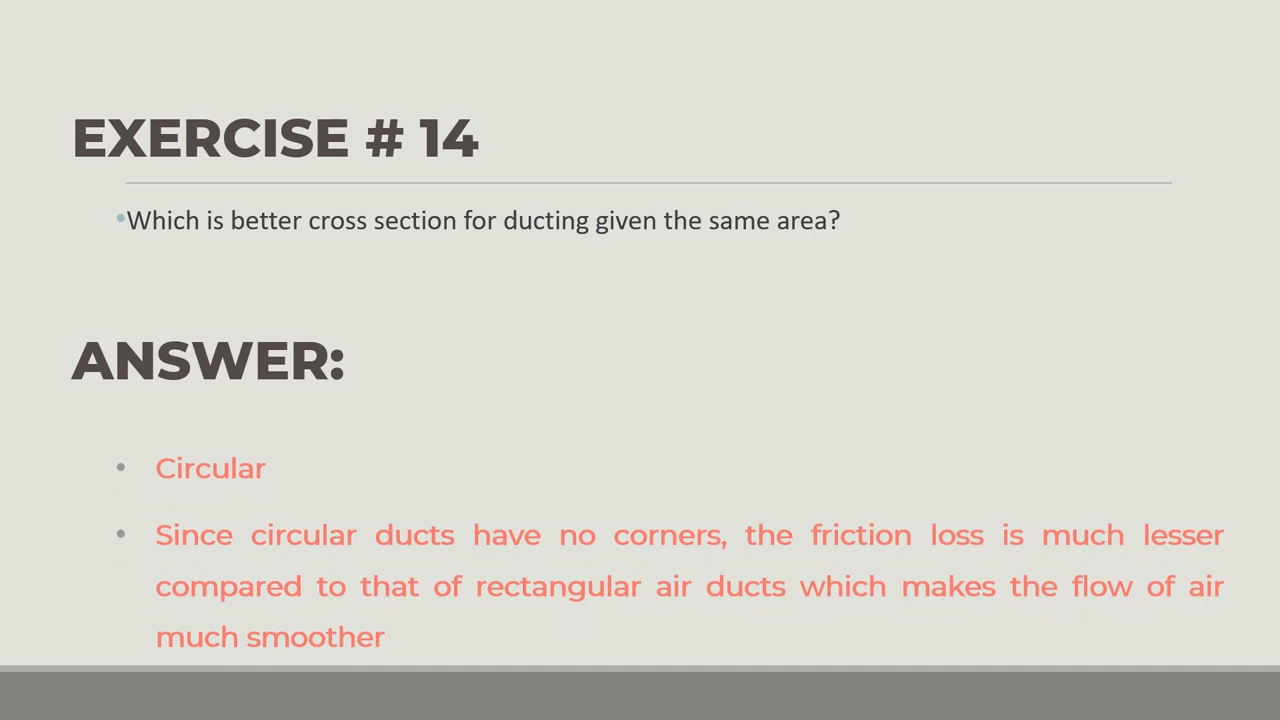 EXERCISE # 14
•Which is better cross section for ducting given the same area?
ANSWER:
• Circular
• Since circular ducts have no corners, the friction loss is much lesser
compared to that of rectangular air ducts which makes the flow of air
much smoother